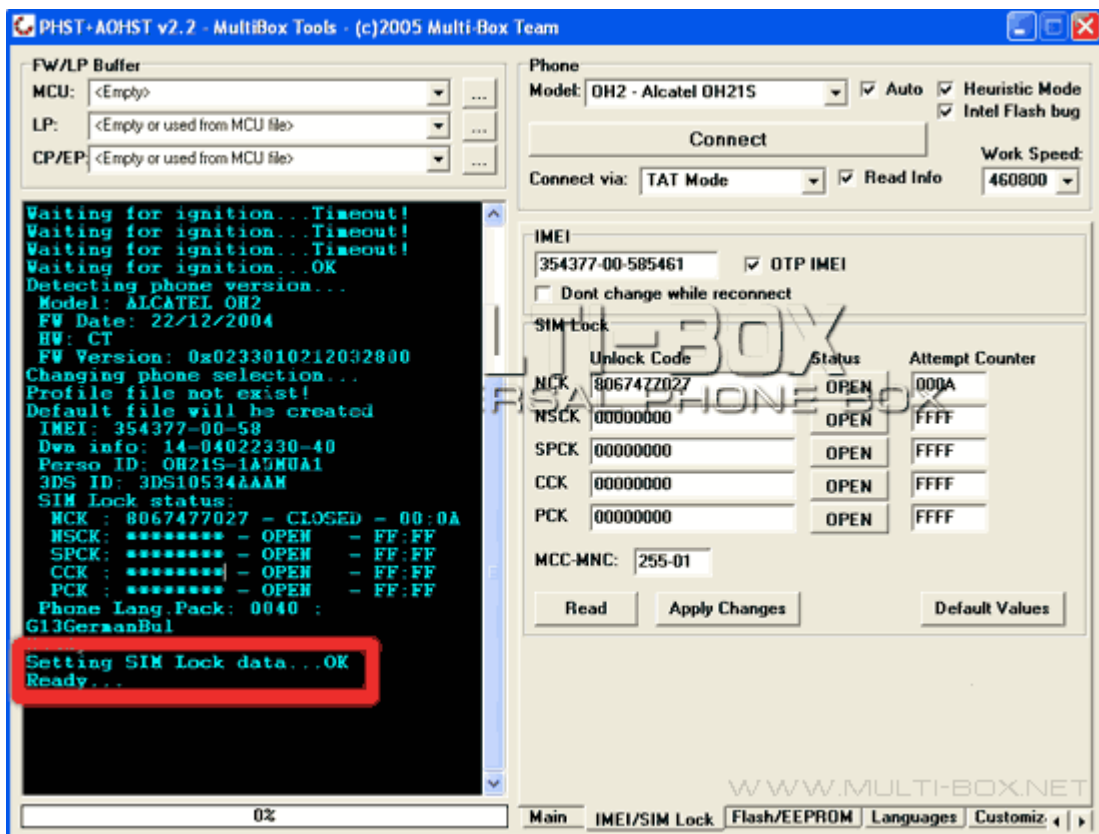 PHST+AOHST v2.2 - MultiBox Tools - (c)2005 Multi-Box Team
FW/LP Buffer
MCU: <Empty> ...
LP: <Empty or used from MCU file> ...
CP/EP: <Empty or used from MCU file> ...
Phone
Model: OH2 - Alcatel OH21S Auto Heuristic Mode
Intel Flash bug
Connect
Work Speed:
Connect via: TAT Mode Read Info 460800
Waiting for ignition...Timeout!
Waiting for ignition...Timeout!
Waiting for ignition...Timeout!
Waiting for ignition...OK
Detecting phone version...
Model: ALCATEL OH2
FW Date: 22/12/2004
HW: CT
FW Version: 0x0233010212032800
Changing phone selection...
Profile file not exist!
Default file will be created
IMEI: 354377-00-58
Dwn info: 14-04022330-40
Perso ID: OH21S-1A5MUA1
3DS ID: 3DS10534AAAM
SIM Lock status:
NCK : 8067477027 - CLOSED - 00:0A
NSCK: ******** - OPEN - FF:FF
SPCK: ******** - OPEN - FF:FF
CCK : ******** - OPEN - FF:FF
PCK : ******** - OPEN - FF:FF
Phone Lang.Pack: 0040 :
G13GermanBul
Setting SIM Lock data...OK
Ready...
0%
IMEI
354377-00-585461 OTP IMEI
Dont change while reconnect
SIM Lock
Unlock Code Status Attempt Counter
NCK 8067477027 OPEN 000A
NSCK 00000000 OPEN FFFF
SPCK 00000000 OPEN FFFF
CCK 00000000 OPEN FFFF
PCK 00000000 OPEN FFFF
MCC-MNC: 255-01
Read Apply Changes Default Values
WWW.MULTI-BOX.NET
Main IMEI/SIM Lock Flash/EEPROM Languages Customiz